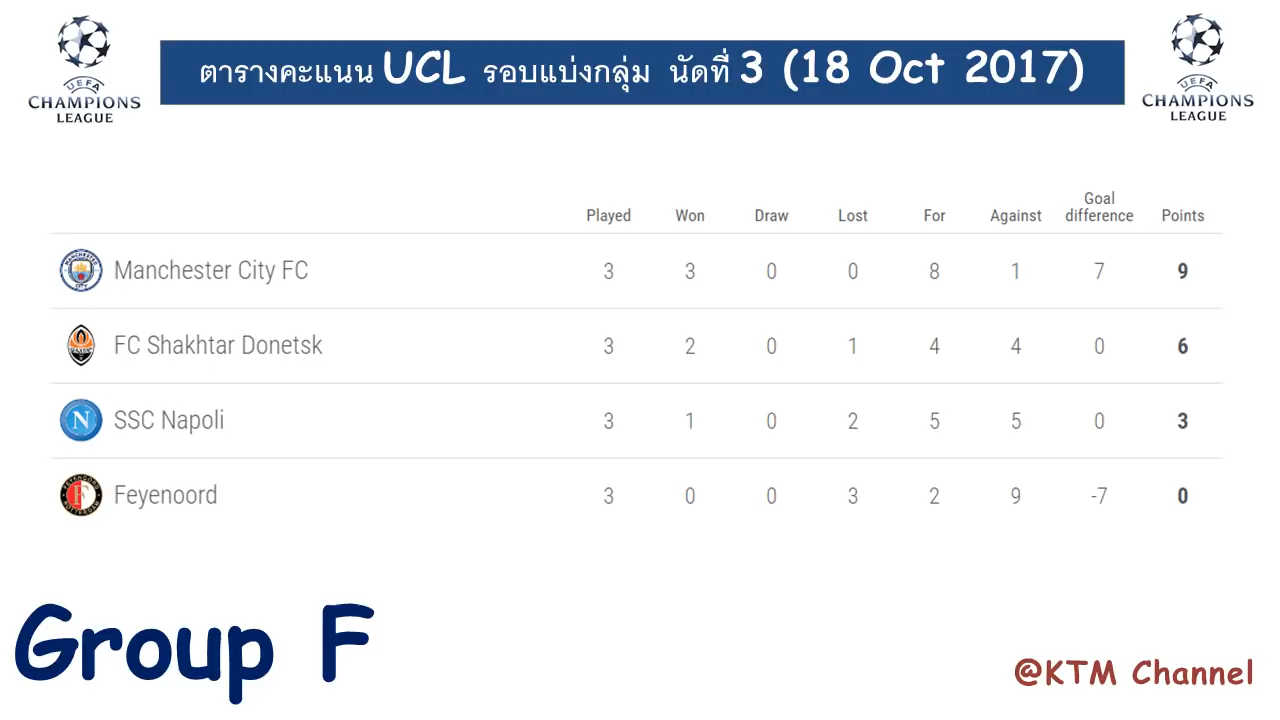 UEFA
CHAMPIONS
LEAGUE
ตารางคะแนน UCL รอบแบ่งกลุ่ม นัดที่ 3 (18 Oct 2017)
UEFA
CHAMPIONS
LEAGUE
Played Won Draw Lost For Against Goal difference Points
Manchester City FC 3 3 0 0 8 1 7 9
FC Shakhtar Donetsk 3 2 0 1 4 4 0 6
N SSC Napoli 3 1 0 2 5 5 0 3
Feyenoord 3 0 0 3 2 9 -7 0
Group F
@KTM Channel